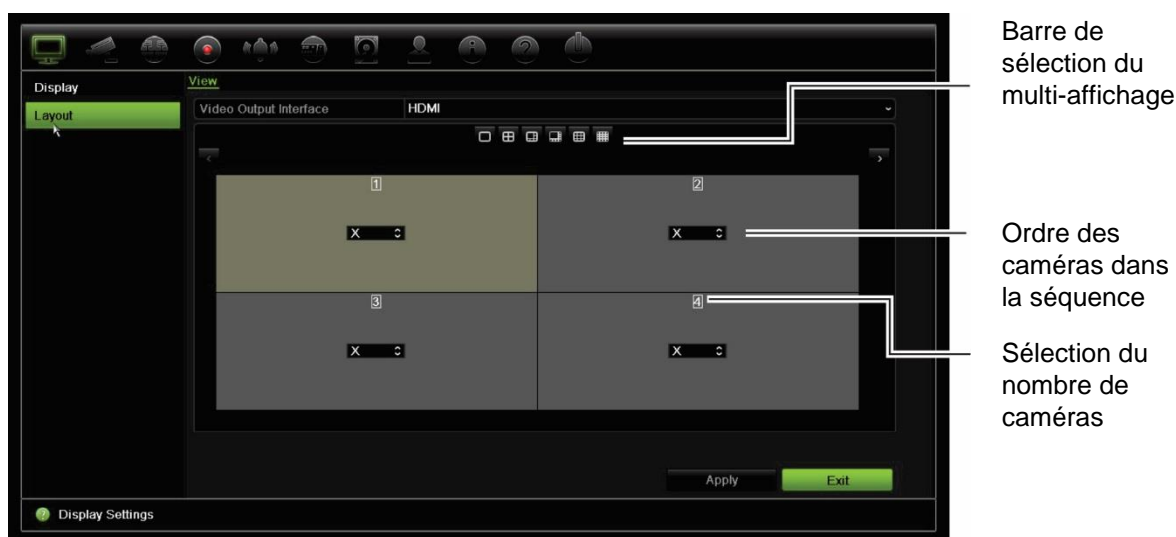 Display
Layout
View
Video Output Interface
HDMI
1
X
2
X
3
X
4
X
Apply
Exit
Display Settings
Barre de
sélection du
multi-affichage
Ordre des
caméras dans
la séquence
Sélection du
nombre de
caméras